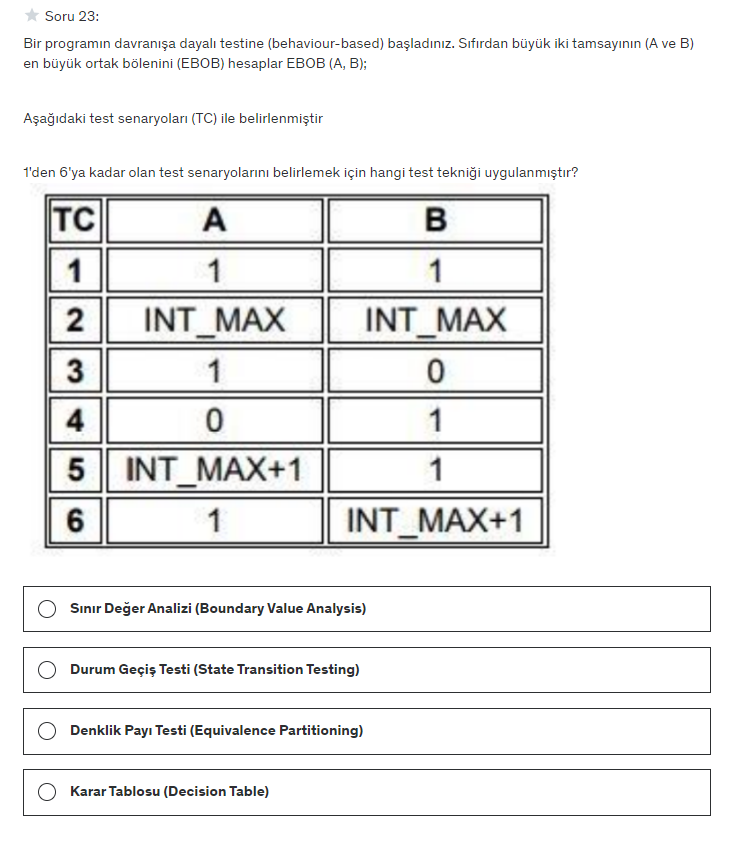 Soru 23:
Bir programın davranışa dayalı testine (behaviour-based) başladınız. Sıfırdan büyük iki tamsayının (A ve B)
en büyük ortak bölenini (EBOB) hesaplar EBOB (A, B);
Aşağıdaki test senaryoları (TC) ile belirlenmiştir
1'den 6'ya kadar olan test senaryolarını belirlemek için hangi test tekniği uygulanmıştır?
TC A B
1 1 1
2 INT_MAX INT_MAX
3 1 0
4 0 1
5 INT_MAX+1 1
6 1 INT_MAX+1
Sınır Değer Analizi (Boundary Value Analysis)
Durum Geçiş Testi (State Transition Testing)
Denklik Payı Testi (Equivalence Partitioning)
Karar Tablosu (Decision Table)